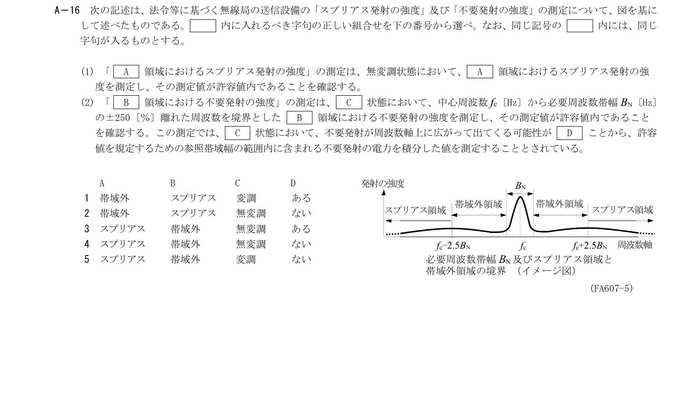 A－16 次の記述は、法令等に基づく無線局の送信設備の「スプリアス発射の強度」及び「不要発射の強度」の測定について、図を基に
して述べたものである。 内に入れるべき字句の正しい組合せを下の番号から選べ。なお、同じ記号の 内には、同じ
字句が入るものとする。
(1) 「 A 領域におけるスプリアス発射の強度」の測定は、無変調状態において、 A 領域におけるスプリアス発射の強
度を測定し、その測定値が許容値内であることを確認する。
(2) 「 B 領域における不要発射の強度」の測定は、 C 状態において、中心周波数 fc〔Hz〕から必要周波数帯幅 BN〔Hz〕
の±250〔％〕離れた周波数を境界とした B 領域における不要発射の強度を測定し、その測定値が許容値内であること
を確認する。この測定では、 C 状態において、不要発射が周波数軸上に広がって出てくる可能性が D ことから、許容
値を規定するための参照帯域幅の範囲内に含まれる不要発射の電力を積分した値を測定することとされている。
A B C D
1 帯域外 スプリアス 変調 ある
2 帯域外 スプリアス 無変調 ない
3 スプリアス 帯域外 無変調 ある
4 スプリアス 帯域外 無変調 ない
5 スプリアス 帯域外 変調 ない
発射の強度
BN
スプリアス領域 帯域外領域 帯域外領域 スプリアス領域
fc−2.5BN fc fc+2.5BN 周波数軸
必要周波数帯幅 BN 及びスプリアス領域と
帯域外領域の境界 （イメージ図）
(FA607-5)